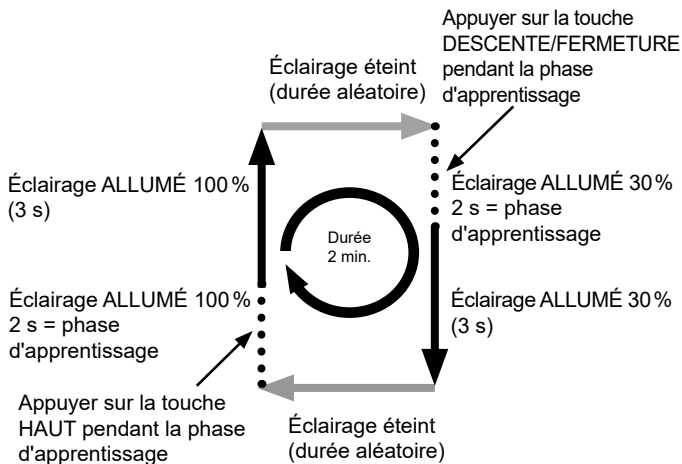 Appuyer sur la touche
DESCENTE/FERMETURE
pendant la phase
d'apprentissage
Éclairage éteint
(durée aléatoire)
Éclairage ALLUMÉ 100 %
(3 s)
Éclairage ALLUMÉ 30 %
2 s = phase
d'apprentissage
Durée
2 min.
Éclairage ALLUMÉ 100 %
2 s = phase
d'apprentissage
Éclairage ALLUMÉ 30 %
(3 s)
Appuyer sur la touche
HAUT pendant la phase
d'apprentissage
Éclairage éteint
(durée aléatoire)